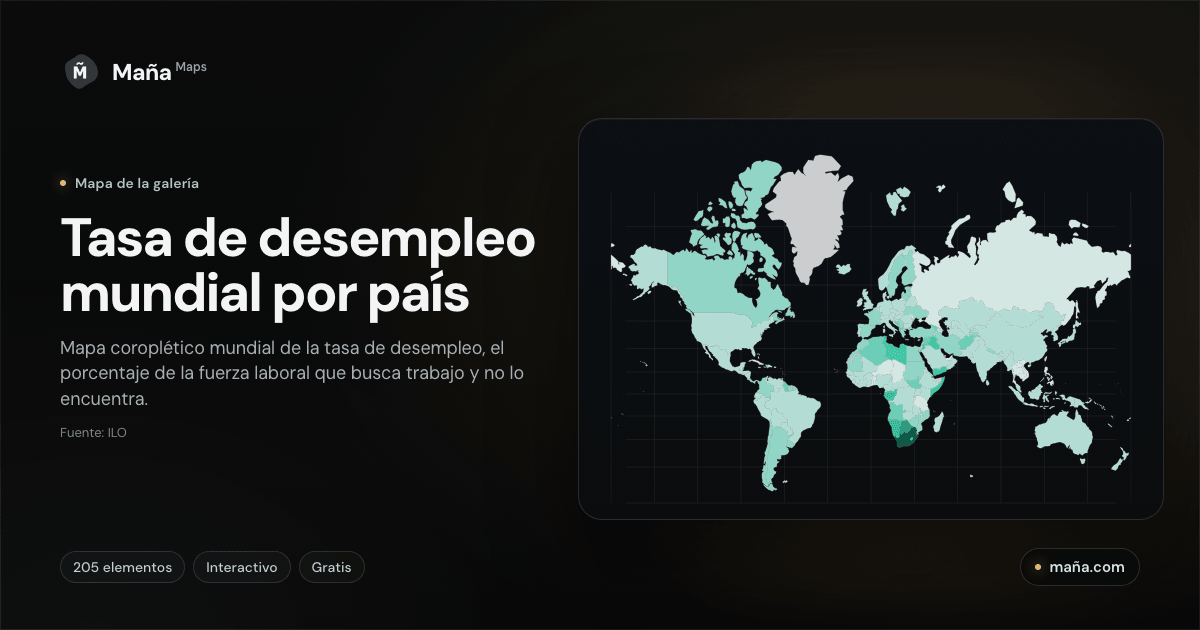 M̃
Maña Maps
Mapa de la galería
Tasa de desempleo
mundial por país
Mapa coroplético mundial de la tasa de desempleo, el
porcentaje de la fuerza laboral que busca trabajo y no lo
encuentra.
Fuente: ILO
205 elementos
Interactivo
Gratis
maña.com